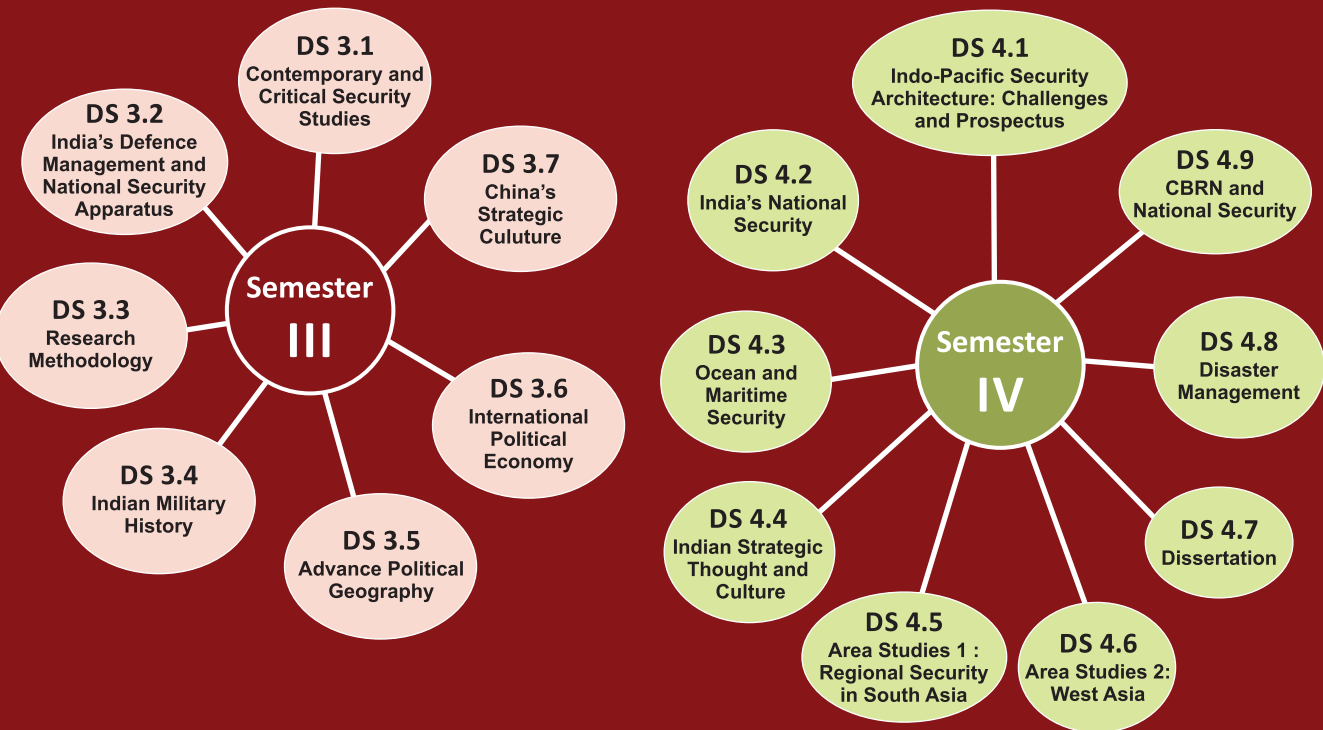 Semester
III
DS 3.1
Contemporary and
Critical Security
Studies
DS 3.2
India's Defence
Management and
National Security
Apparatus
DS 3.3
Research
Methodology
DS 3.4
Indian Military
History
DS 3.5
Advance Political
Geography
DS 3.6
International
Political
Economy
DS 3.7
China's
Strategic
Culuture
Semester
IV
DS 4.1
Indo-Pacific Security
Architecture: Challenges
and Prospectus
DS 4.2
India's National
Security
DS 4.3
Ocean and
Maritime
Security
DS 4.4
Indian Strategic
Thought and
Culture
DS 4.5
Area Studies 1 :
Regional Security
in South Asia
DS 4.6
Area Studies 2:
West Asia
DS 4.7
Dissertation
DS 4.8
Disaster
Management
DS 4.9
CBRN and
National Security